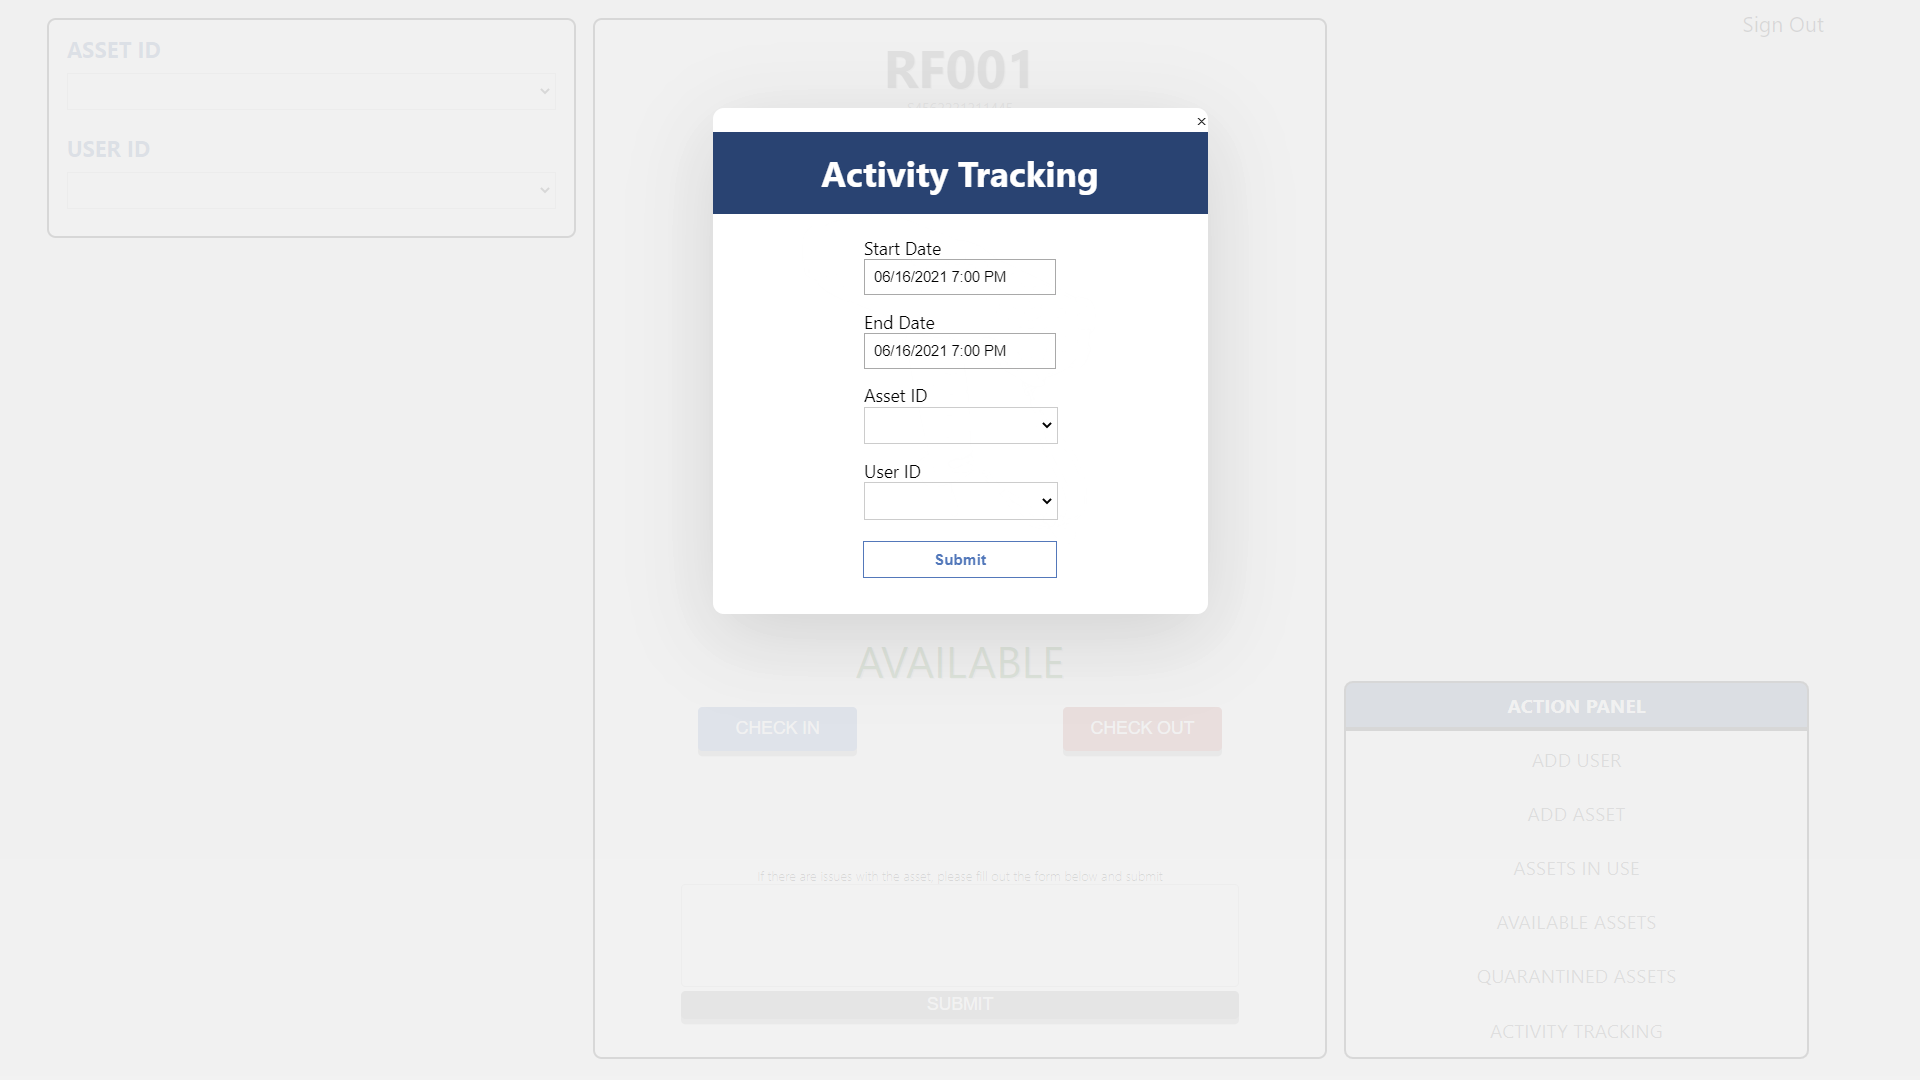 Sign Out
ASSET ID
USER ID
RF001
Activity Tracking
Start Date
06/16/2021 7:00 PM
End Date
06/16/2021 7:00 PM
Asset ID
User ID
Submit
AVAILABLE
CHECK IN
CHECK OUT
If there are issues with the asset, please fill out the form below and submit
SUBMIT
ACTION PANEL
ADD USER
ADD ASSET
ASSETS IN USE
AVAILABLE ASSETS
QUARANTINED ASSETS
ACTIVITY TRACKING